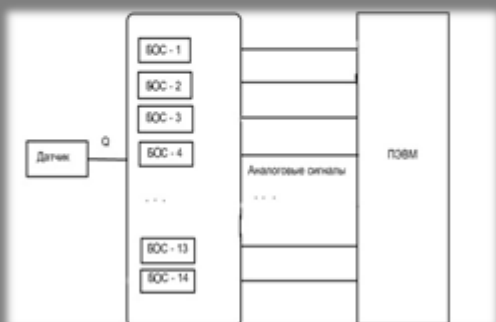 БОС - 1
БОС - 2
БОС - 3
Q
Датчик
БОС - 4
ПЭВМ
Аналоговые сигналы
. . .
. . .
БОС - 13
БОС - 14